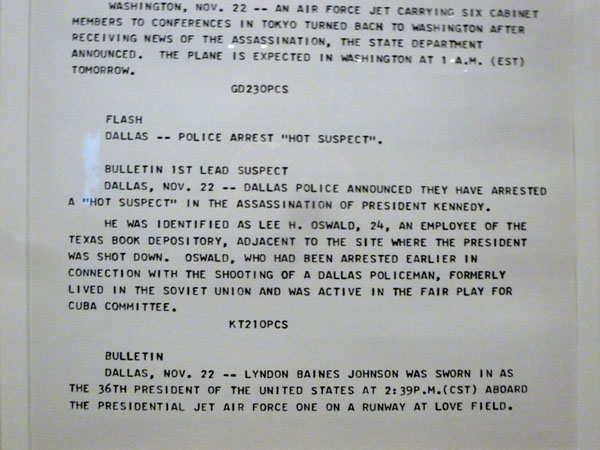 WASHINGTON, NOV. 22 -- AN AIR FORCE JET CARRYING SIX CABINET
MEMBERS TO CONFERENCES IN TOKYO TURNED BACH TO WASHINGTON AFTER
RECEIVING NEWS OF THE ASSASSINATION, THE STATE DEPARTMENT
ANNOUNCED. THE PLANE IS EXPECTED IN WASHINGTON AT 1 A.M. (EST)
TOMORROW.
GD230PCS
FLASH
DALLAS -- POLICE ARREST "HOT SUSPECT".
BULLETIN 1ST LEAD SUSPECT
DALLAS, NOV. 22 -- DALLAS POLICE ANNOUNCED THEY HAVE ARRESTED
A "HOT SUSPECT" IN THE ASSASSINATION OF PRESIDENT KENNEDY.
HE WAS IDENTIFIED AS LEE H. OSWALD, 24, AN EMPLOYEE OF THE
TEXAS BOOK DEPOSITORY, ADJACENT TO THE SITE WHERE THE PRESIDENT
WAS SHOT DOWN. OSWALD, WHO HAD BEEN ARRESTED EARLIER IN
CONNECTION WITH THE SHOOTING OF A DALLAS POLICEMAN, FORMERLY
LIVED IN THE SOVIET UNION AND WAS ACTIVE IN THE FAIR PLAY FOR
CUBA COMMITTEE.
KT210PCS
BULLETIN
DALLAS, NOV. 22 -- LYNDON BAINES JOHNSON WAS SWORN IN AS
THE 36TH PRESIDENT OF THE UNITED STATES AT 2:39P.M.(CST) ABOARD
THE PRESIDENTIAL JET AIR FORCE ONE ON A RUNWAY AT LOVE FIELD.